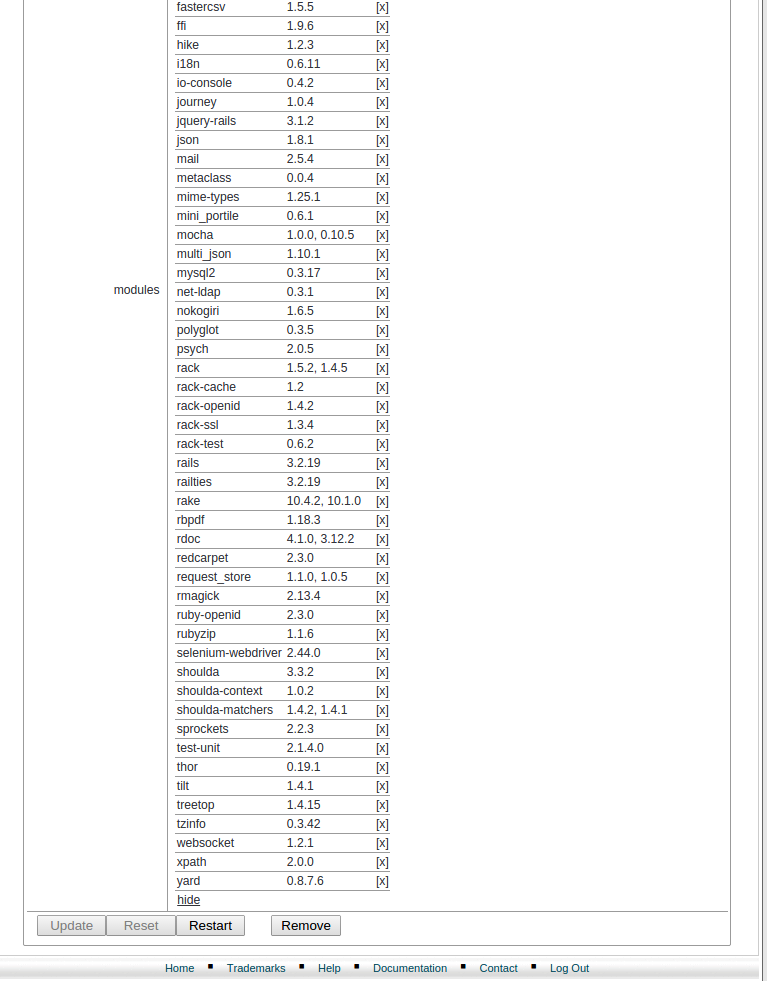 fastercsv 1.5.5 [x]
ffi 1.9.6 [x]
hike 1.2.3 [x]
i18n 0.6.11 [x]
io-console 0.4.2 [x]
journey 1.0.4 [x]
jquery-rails 3.1.2 [x]
json 1.8.1 [x]
mail 2.5.4 [x]
metaclass 0.0.4 [x]
mime-types 1.25.1 [x]
mini_portile 0.6.1 [x]
mocha 1.0.0, 0.10.5 [x]
multi_json 1.10.1 [x]
mysql2 0.3.17 [x]
modules
net-ldap 0.3.1 [x]
nokogiri 1.6.5 [x]
polyglot 0.3.5 [x]
psych 2.0.5 [x]
rack 1.5.2, 1.4.5 [x]
rack-cache 1.2 [x]
rack-openid 1.4.2 [x]
rack-ssl 1.3.4 [x]
rack-test 0.6.2 [x]
rails 3.2.19 [x]
railties 3.2.19 [x]
rake 10.4.2, 10.1.0 [x]
rbpdf 1.18.3 [x]
rdoc 4.1.0, 3.12.2 [x]
redcarpet 2.3.0 [x]
request_store 1.1.0, 1.0.5 [x]
rmagick 2.13.4 [x]
ruby-openid 2.3.0 [x]
rubyzip 1.1.6 [x]
selenium-webdriver 2.44.0 [x]
shoulda 3.3.2 [x]
shoulda-context 1.0.2 [x]
shoulda-matchers 1.4.2, 1.4.1 [x]
sprockets 2.2.3 [x]
test-unit 2.1.4.0 [x]
thor 0.19.1 [x]
tilt 1.4.1 [x]
treetop 1.4.15 [x]
tzinfo 0.3.42 [x]
websocket 1.2.1 [x]
xpath 2.0.0 [x]
yard 0.8.7.6 [x]
hide
Update Reset Restart Remove
Home ▪ Trademarks ▪ Help ▪ Documentation ▪ Contact ▪ Log Out